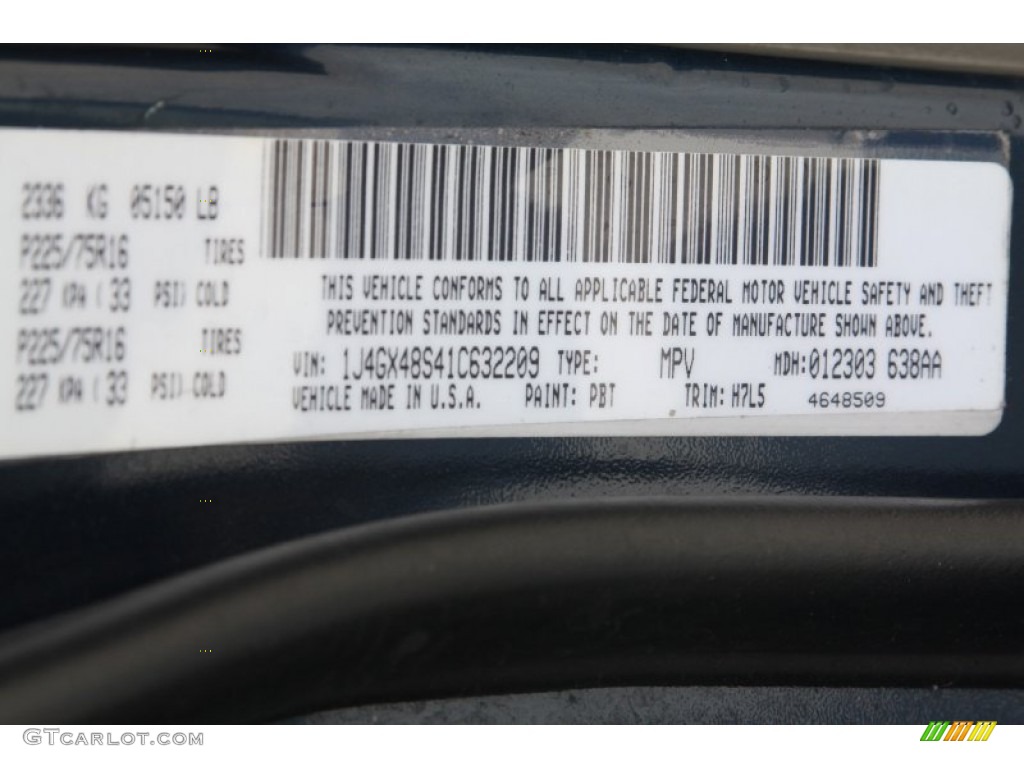 2336 KG 05150 LB
P225/75R16 TIRES
227 KPA ( 33 PSI) COLD
P225/75R16 TIRES
227 KPA ( 33 PSI) COLD
THIS VEHICLE CONFORMS TO ALL APPLICABLE FEDERAL MOTOR VEHICLE SAFETY AND THEFT
PREVENTION STANDARDS IN EFFECT ON THE DATE OF MANUFACTURE SHOWN ABOVE.
VIN: 1J4GX48S41C632209 TYPE: MPV MDH:012303 638AA
VEHICLE MADE IN U.S.A. PAINT: PBT TRIM: H7L5 4648509
GTCARLOT.COM